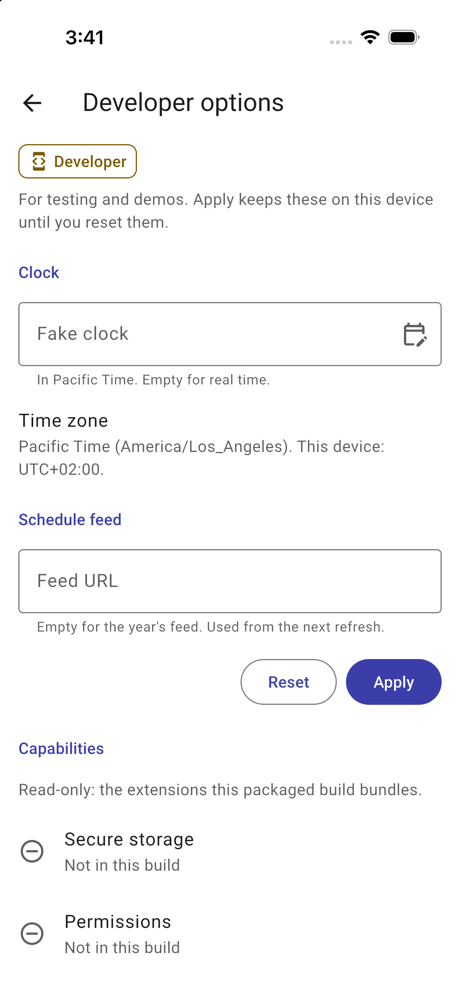 3:41
Developer options
Developer
For testing and demos. Apply keeps these on this device
until you reset them.
Clock
Fake clock
In Pacific Time. Empty for real time.
Time zone
Pacific Time (America/Los_Angeles). This device:
UTC+02:00.
Schedule feed
Feed URL
Empty for the year's feed. Used from the next refresh.
Reset
Apply
Capabilities
Read-only: the extensions this packaged build bundles.
Secure storage
Not in this build
Permissions
Not in this build